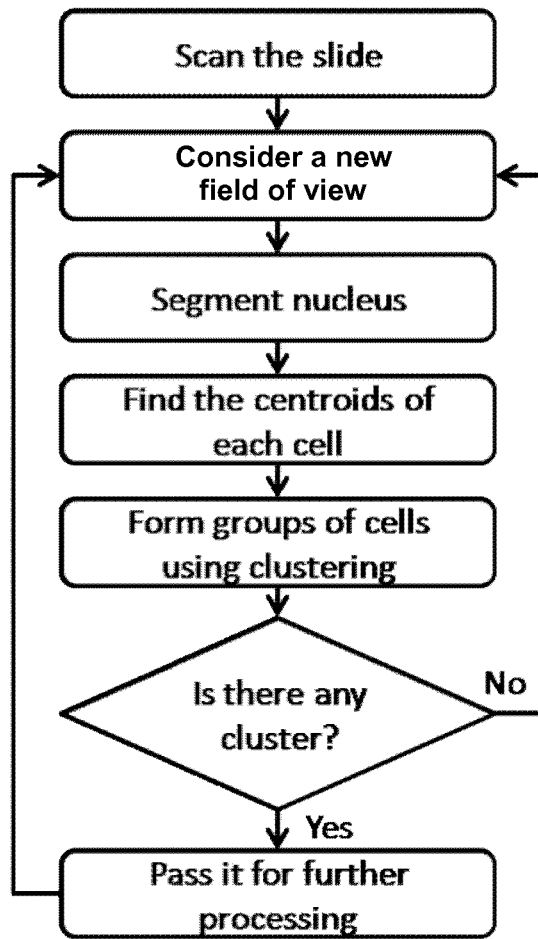 Scan the slide
Consider a new
field of view
Segment nucleus
Find the centroids of
each cell
Form groups of cells
using clustering
Is there any
cluster?
No
Yes
Pass it for further
processing